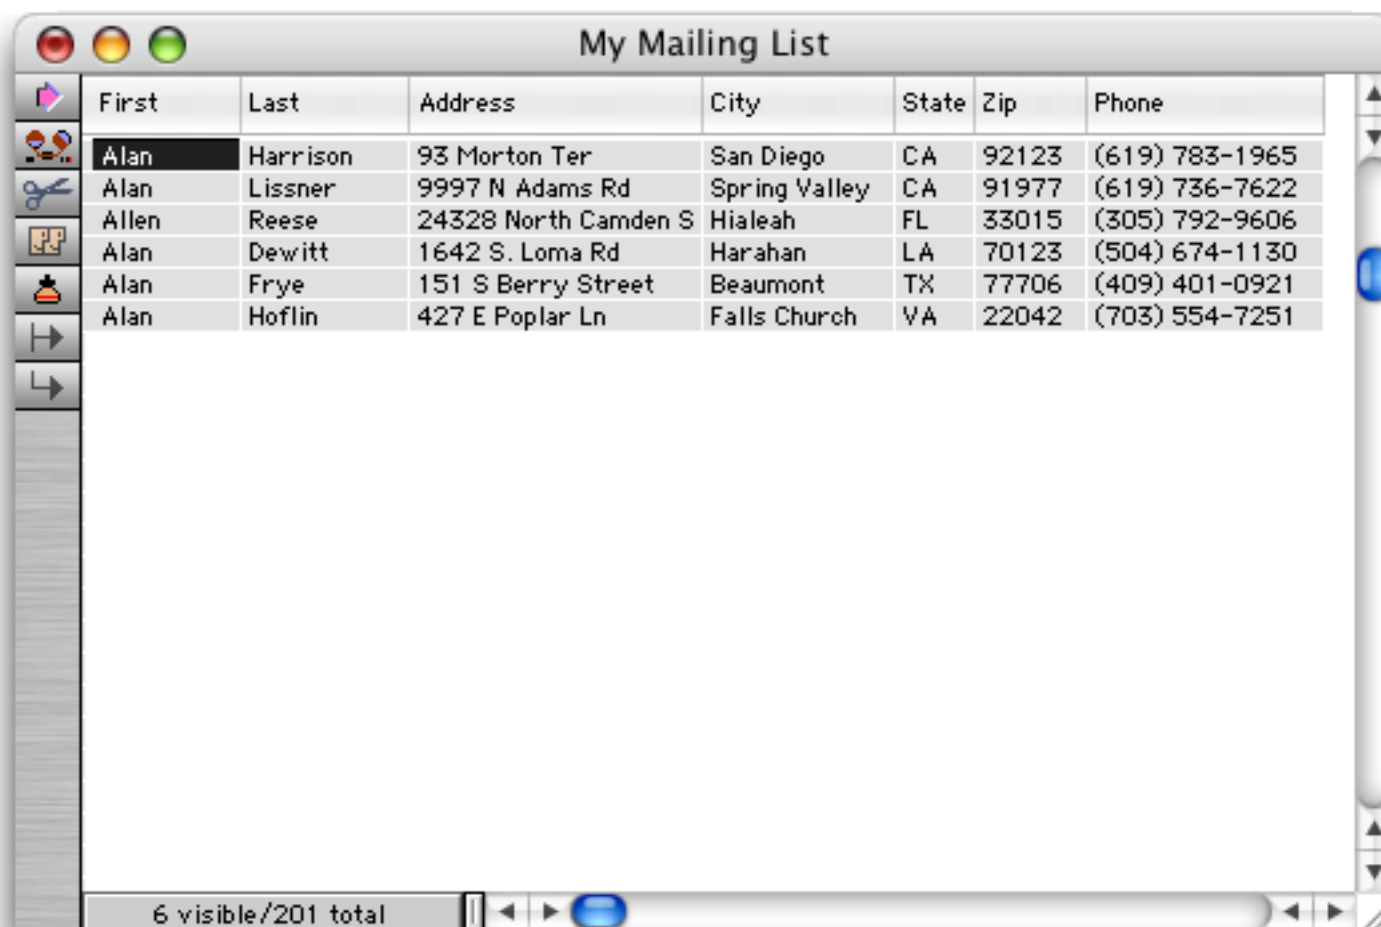 My Mailing List
First Last Address City State Zip Phone
Alan Harrison 93 Morton Ter San Diego CA 92123 (619) 783-1965
Alan Lissner 9997 N Adams Rd Spring Valley CA 91977 (619) 736-7622
Allen Reese 24328 North Camden S Hialeah FL 33015 (305) 792-9606
Alan Dewitt 1642 S. Loma Rd Harahan LA 70123 (504) 674-1130
Alan Frye 151 S Berry Street Beaumont TX 77706 (409) 401-0921
Alan Hoflin 427 E Poplar Ln Falls Church VA 22042 (703) 554-7251
6 visible/201 total